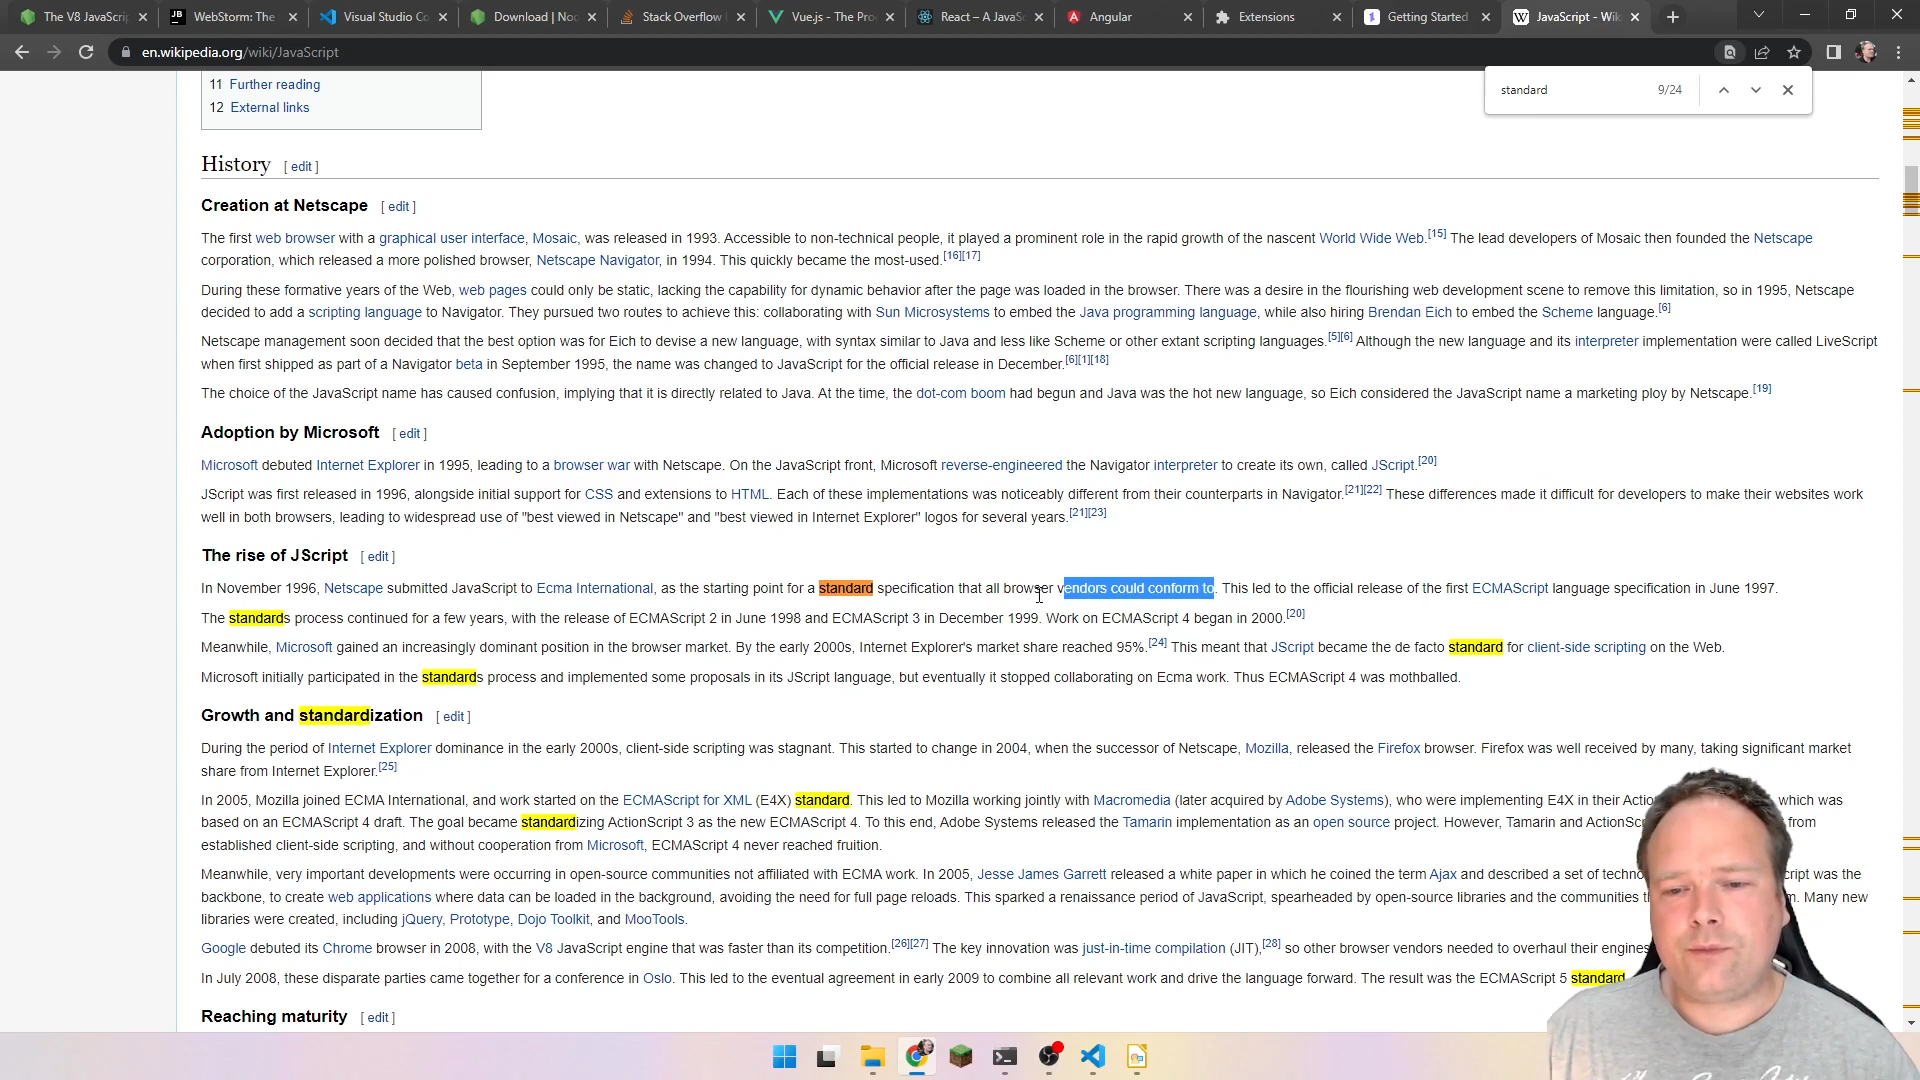 The V8 JavaScri
WebStorm: The
Visual Studio Co
Download | No
Stack Overflow
Vue.js - The Pro
React – A JavaSc
Angular
Extensions
Getting Started
JavaScript - Wik
en.wikipedia.org/wiki/JavaScript
standard 9/24
11 Further reading
12 External links
History [ edit ]
Creation at Netscape [ edit ]
The first web browser with a graphical user interface, Mosaic, was released in 1993. Accessible to non-technical people, it played a prominent role in the rapid growth of the nascent World Wide Web.[15] The lead developers of Mosaic then founded the Netscape
corporation, which released a more polished browser, Netscape Navigator, in 1994. This quickly became the most-used.[16][17]
During these formative years of the Web, web pages could only be static, lacking the capability for dynamic behavior after the page was loaded in the browser. There was a desire in the flourishing web development scene to remove this limitation, so in 1995, Netscape
decided to add a scripting language to Navigator. They pursued two routes to achieve this: collaborating with Sun Microsystems to embed the Java programming language, while also hiring Brendan Eich to embed the Scheme language.[6]
Netscape management soon decided that the best option was for Eich to devise a new language, with syntax similar to Java and less like Scheme or other extant scripting languages.[5][6] Although the new language and its interpreter implementation were called LiveScript
when first shipped as part of a Navigator beta in September 1995, the name was changed to JavaScript for the official release in December.[6][1][18]
The choice of the JavaScript name has caused confusion, implying that it is directly related to Java. At the time, the dot-com boom had begun and Java was the hot new language, so Eich considered the JavaScript name a marketing ploy by Netscape.[19]
Adoption by Microsoft [ edit ]
Microsoft debuted Internet Explorer in 1995, leading to a browser war with Netscape. On the JavaScript front, Microsoft reverse-engineered the Navigator interpreter to create its own, called JScript.[20]
JScript was first released in 1996, alongside initial support for CSS and extensions to HTML. Each of these implementations was noticeably different from their counterparts in Navigator.[21][22] These differences made it difficult for developers to make their websites work
well in both browsers, leading to widespread use of "best viewed in Netscape" and "best viewed in Internet Explorer" logos for several years.[21][23]
The rise of JScript [ edit ]
In November 1996, Netscape submitted JavaScript to Ecma International, as the starting point for a standard specification that all browser vendors could conform to. This led to the official release of the first ECMAScript language specification in June 1997.
The standards process continued for a few years, with the release of ECMAScript 2 in June 1998 and ECMAScript 3 in December 1999. Work on ECMAScript 4 began in 2000.[20]
Meanwhile, Microsoft gained an increasingly dominant position in the browser market. By the early 2000s, Internet Explorer's market share reached 95%.[24] This meant that JScript became the de facto standard for client-side scripting on the Web.
Microsoft initially participated in the standards process and implemented some proposals in its JScript language, but eventually it stopped collaborating on Ecma work. Thus ECMAScript 4 was mothballed.
Growth and standardization [ edit ]
During the period of Internet Explorer dominance in the early 2000s, client-side scripting was stagnant. This started to change in 2004, when the successor of Netscape, Mozilla, released the Firefox browser. Firefox was well received by many, taking significant market
share from Internet Explorer.[25]
In 2005, Mozilla joined ECMA International, and work started on the ECMAScript for XML (E4X) standard. This led to Mozilla working jointly with Macromedia (later acquired by Adobe Systems), who were implementing E4X in their Actio which was
based on an ECMAScript 4 draft. The goal became standardizing ActionScript 3 as the new ECMAScript 4. To this end, Adobe Systems released the Tamarin implementation as an open source project. However, Tamarin and ActionSc from
established client-side scripting, and without cooperation from Microsoft, ECMAScript 4 never reached fruition.
Meanwhile, very important developments were occurring in open-source communities not affiliated with ECMA work. In 2005, Jesse James Garrett released a white paper in which he coined the term Ajax and described a set of techno cript was the
backbone, to create web applications where data can be loaded in the background, avoiding the need for full page reloads. This sparked a renaissance period of JavaScript, spearheaded by open-source libraries and the communities t m. Many new
libraries were created, including jQuery, Prototype, Dojo Toolkit, and MooTools.
Google debuted its Chrome browser in 2008, with the V8 JavaScript engine that was faster than its competition.[26][27] The key innovation was just-in-time compilation (JIT),[28] so other browser vendors needed to overhaul their engines
In July 2008, these disparate parties came together for a conference in Oslo. This led to the eventual agreement in early 2009 to combine all relevant work and drive the language forward. The result was the ECMAScript 5 standard
Reaching maturity [ edit ]